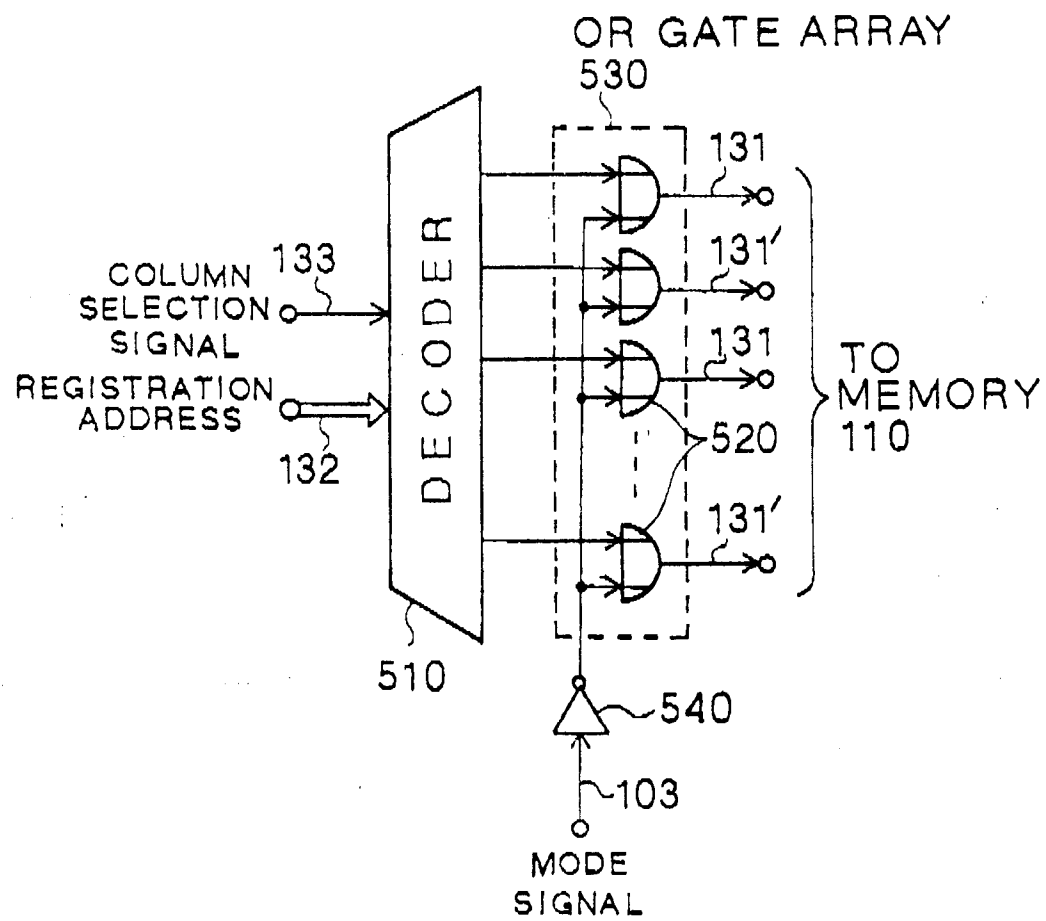 OR GATE ARRAY
530
131
131′
131
131′
520
TO
MEMORY
110
133
COLUMN
SELECTION
SIGNAL
REGISTRATION
ADDRESS
132
DECODER
510
540
103
MODE
SIGNAL